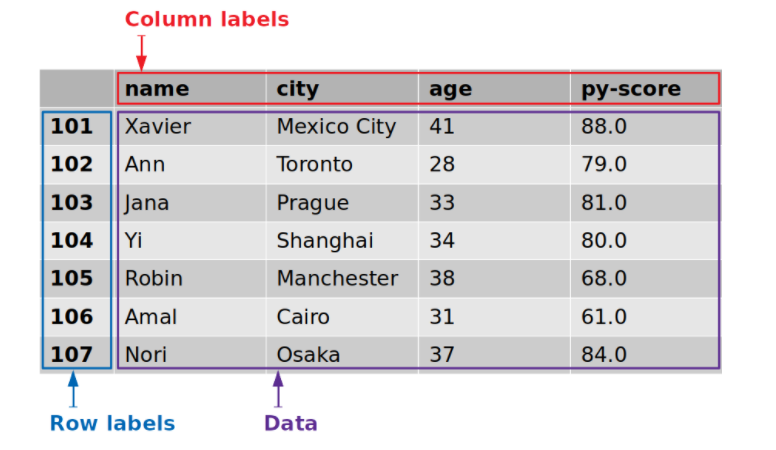 Column labels
name city age py-score
101 Xavier Mexico City 41 88.0
102 Ann Toronto 28 79.0
103 Jana Prague 33 81.0
104 Yi Shanghai 34 80.0
105 Robin Manchester 38 68.0
106 Amal Cairo 31 61.0
107 Nori Osaka 37 84.0
Row labels Data